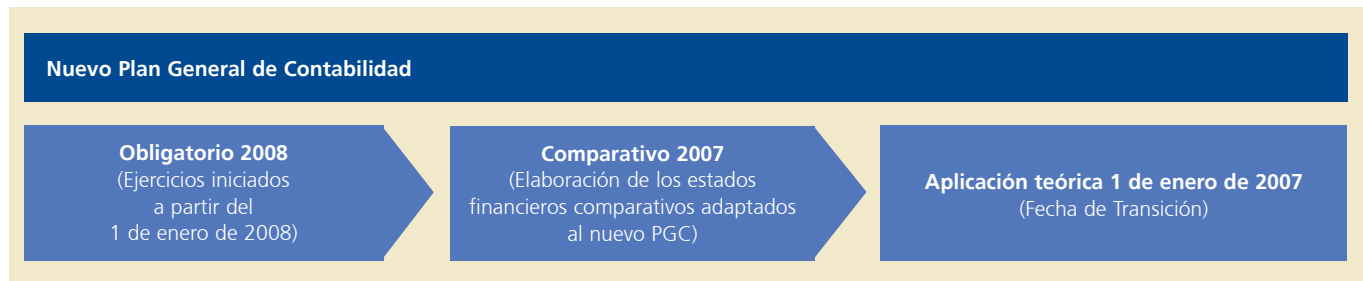 Nuevo Plan General de Contabilidad
Obligatorio 2008
(Ejercicios iniciados
a partir del
1 de enero de 2008)
Comparativo 2007
(Elaboración de los estados
financieros comparativos adaptados
al nuevo PGC)
Aplicación teórica 1 de enero de 2007
(Fecha de Transición)